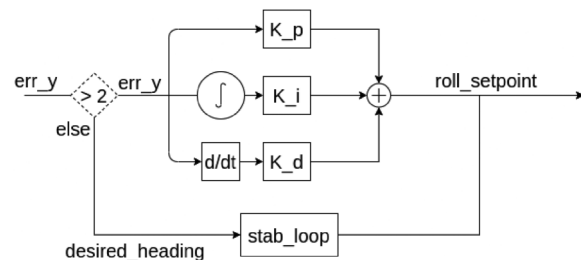 K_p
err_y
> 2
err_y
∫
K_i
+
roll_setpoint
else
d/dt
K_d
stab_loop
desired_heading